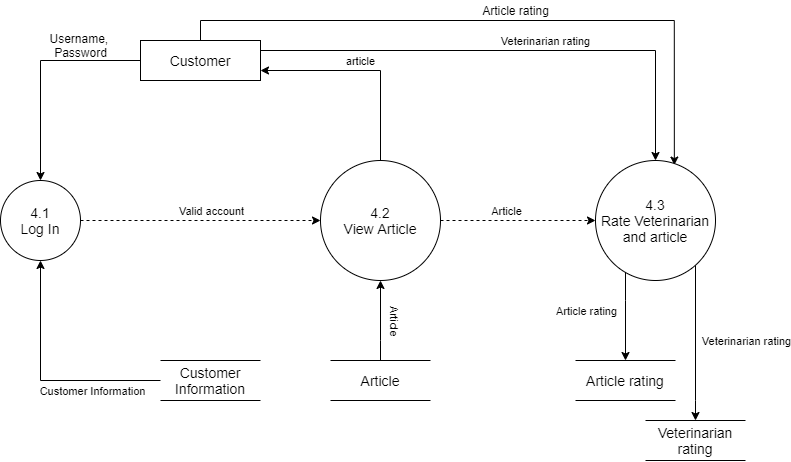 Article rating
Username,
Password
Veterinarian rating
Customer
article
4.1
Log In
Valid account
4.2
View Article
Article
4.3
Rate Veterinarian
and article
Article
Article rating
Veterinarian rating
Customer
Information
Customer Information
Article
Article rating
Veterinarian
rating